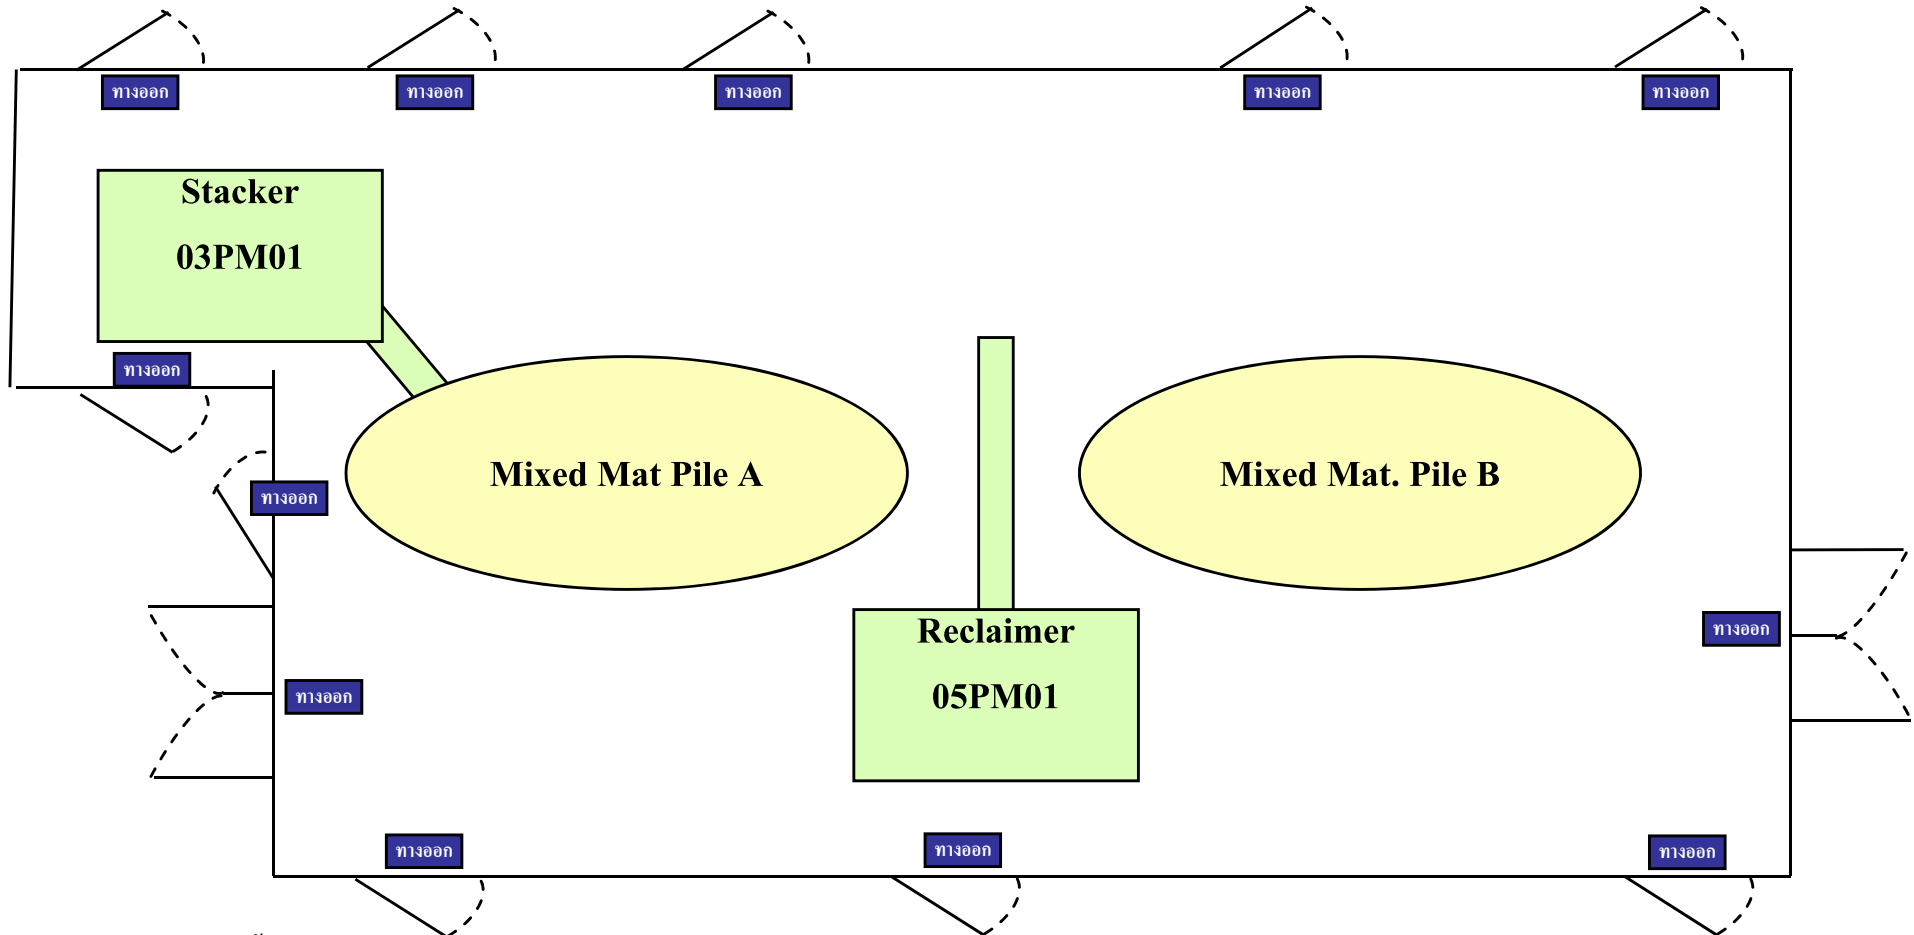 ทางออก
ทางออก
ทางออก
ทางออก
ทางออก
Stacker
03PM01
ทางออก
Mixed Mat Pile A
Mixed Mat. Pile B
ทางออก
ทางออก
Reclaimer
05PM01
ทางออก
ทางออก
ทางออก
ทางออก